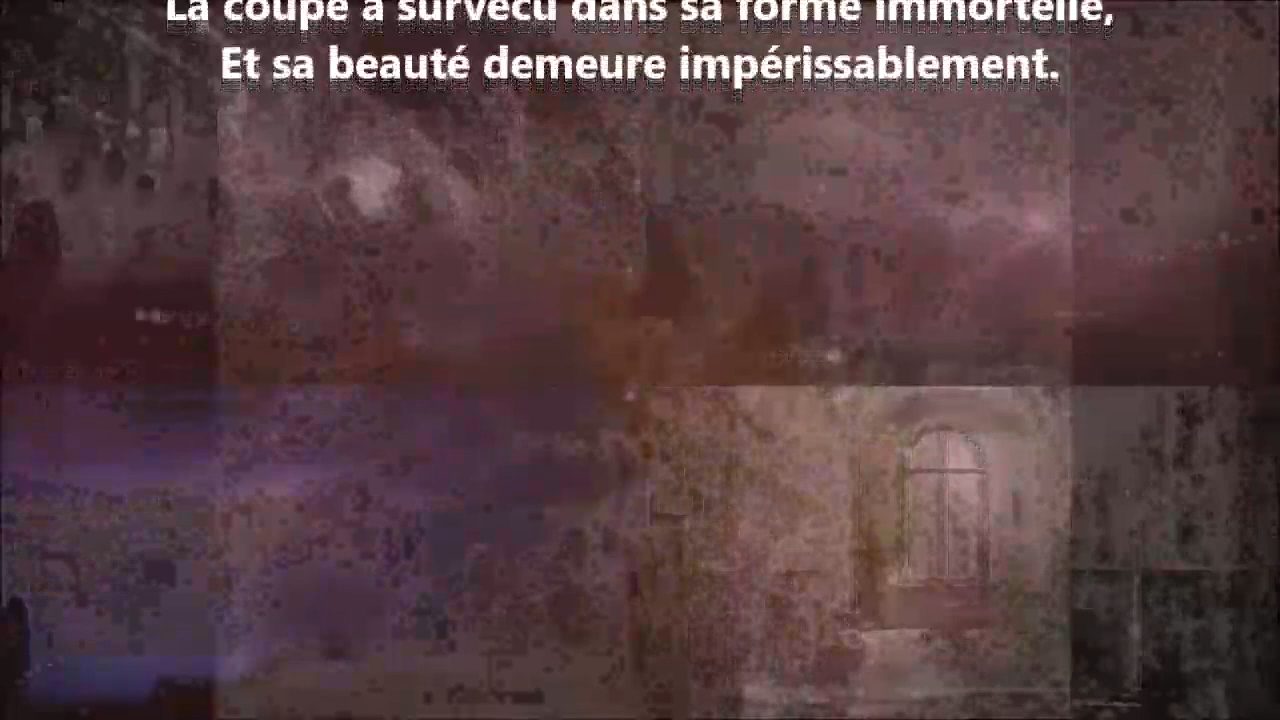 La coupe a survécu dans sa forme immortelle,
Et sa beauté demeure impérissablement.